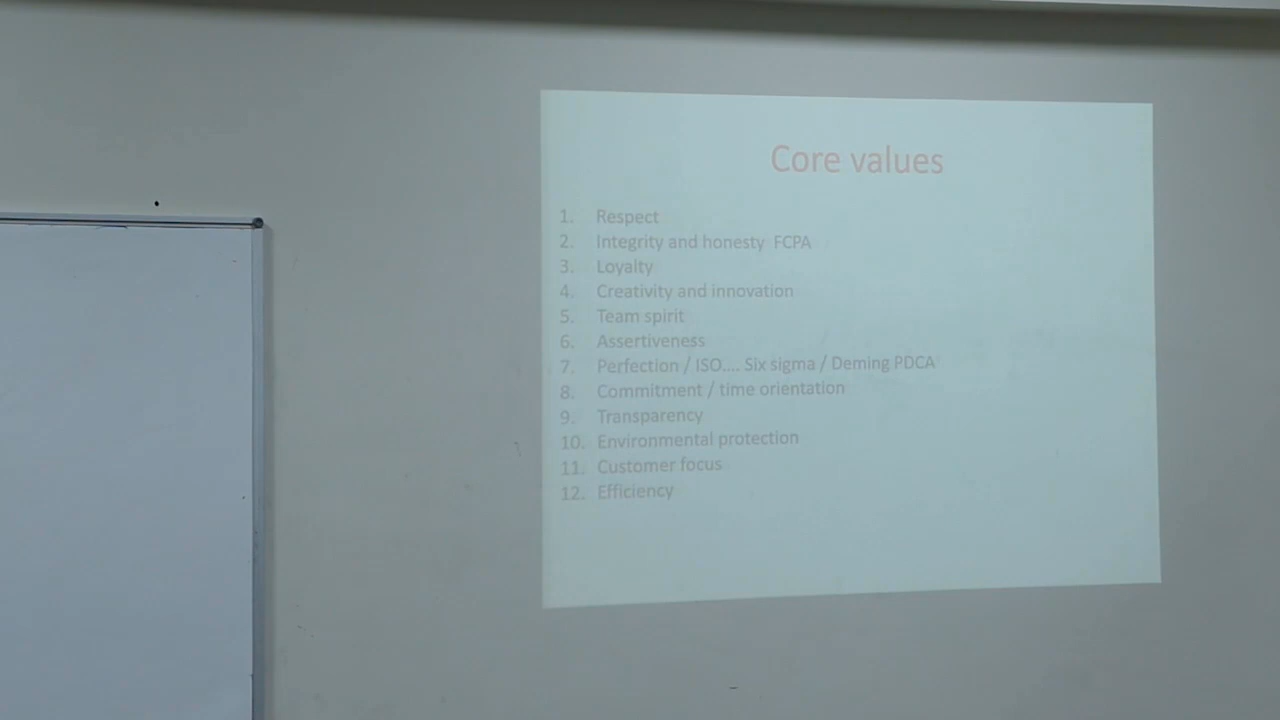 Core values
1. Respect
2. Integrity and honesty FCPA
3. Loyalty
4. Creativity and innovation
5. Team spirit
6. Assertiveness
7. Perfection / ISO.... Six sigma / Deming PDCA
8. Commitment / time orientation
9. Transparency
10. Environmental protection
11. Customer focus
12. Efficiency